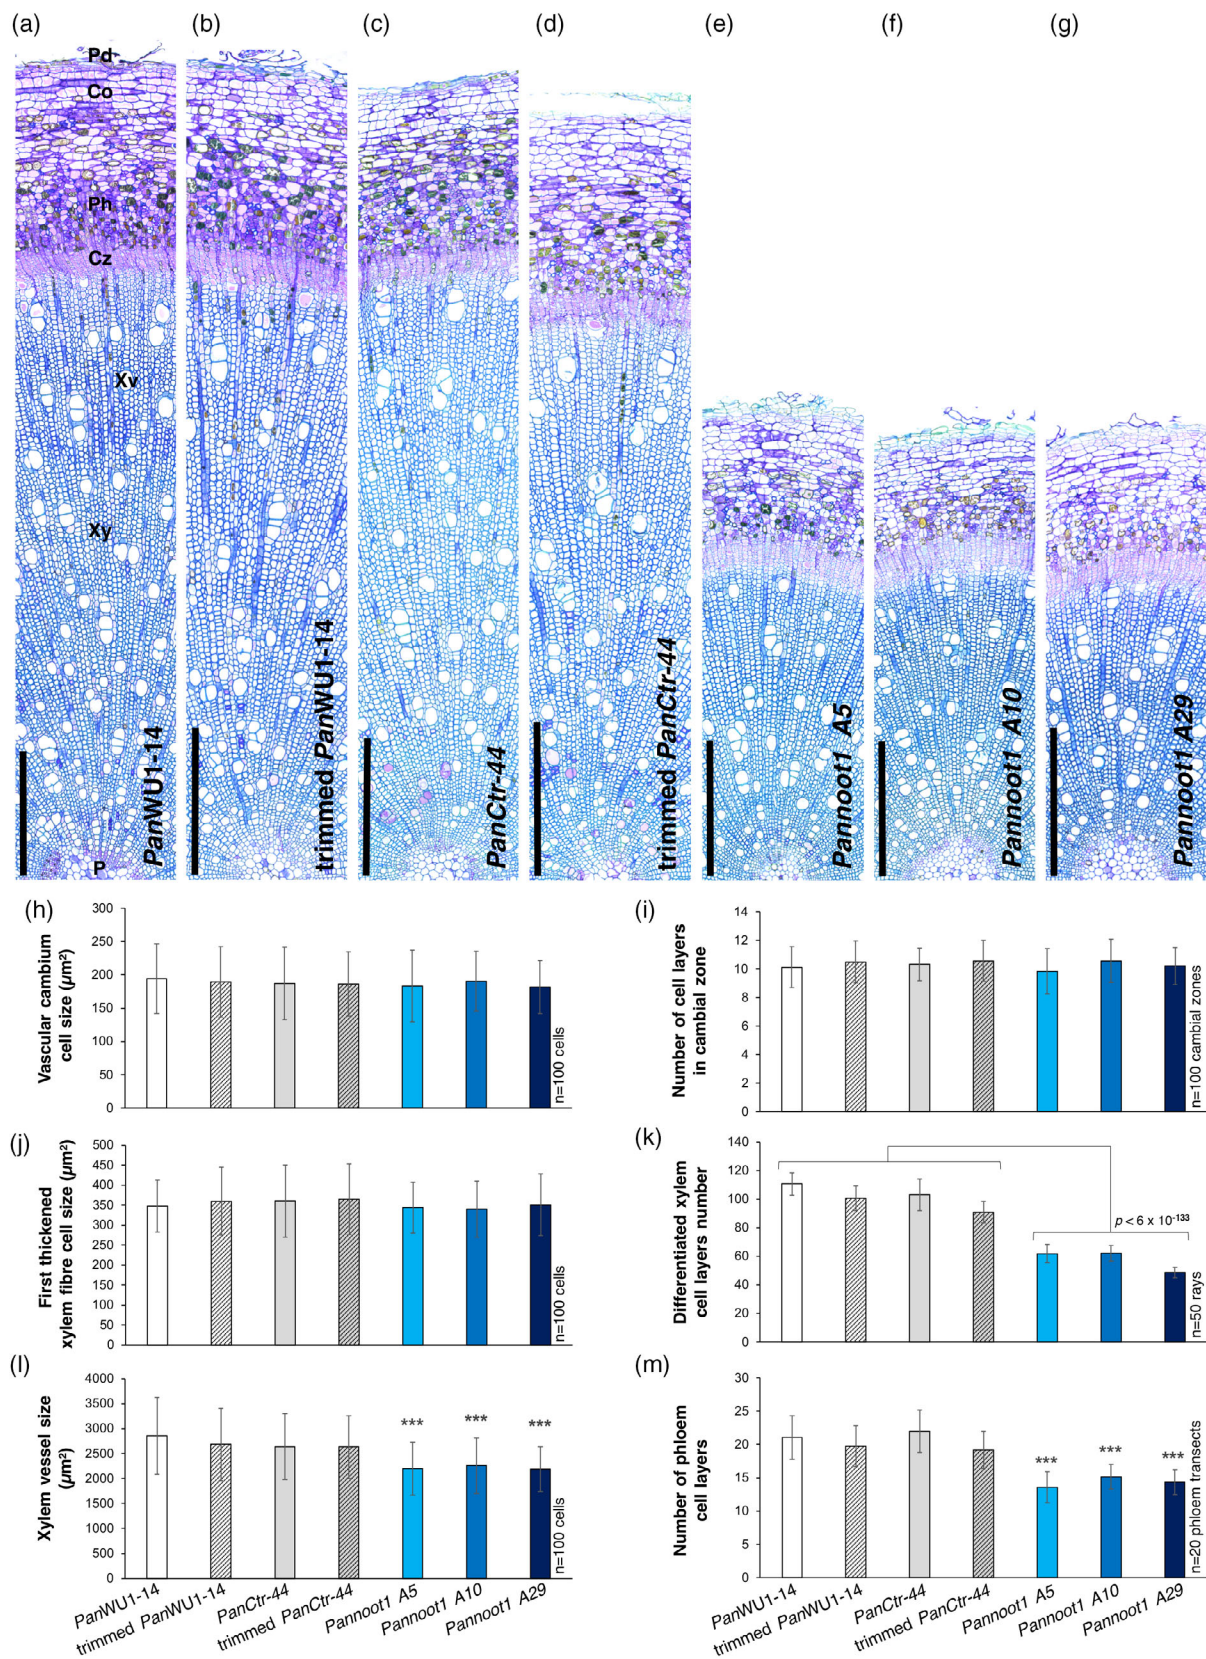 (a) (b) (c) (d) (e) (f) (g)
Pd
Co
Ph
Cz
Xv
Xy
P
PanWU1-14
trimmed PanWU1-14
PanCtr-44
trimmed PanCtr-44
Pannoot1 A5
Pannoot1 A10
Pannoot1 A29
(h)
Vascular cambium
cell size (µm²)
300
250
200
150
100
50
0
n=100 cells
(i)
Number of cell layers
in cambial zone
14
12
10
8
6
4
2
0
n=100 cambial zones
(j)
First thickened
xylem fibre cell size (µm²)
500
450
400
350
300
250
200
150
100
50
0
n=100 cells
(k)
Differentiated xylem
cell layers number
140
120
100
80
60
40
20
0
p < 6 x 10⁻¹³³
n=50 rays
(l)
Xylem vessel size
(µm²)
4000
3500
3000
2500
2000
1500
1000
500
0
*** *** ***
n=100 cells
PanWU1-14
trimmed PanWU1-14
PanCtr-44
trimmed PanCtr-44
Pannoot1 A5
Pannoot1 A10
Pannoot1 A29
(m)
Number of phloem
cell layers
30
25
20
15
10
5
0
*** *** ***
n=20 phloem transects
PanWU1-14
trimmed PanWU1-14
PanCtr-44
trimmed PanCtr-44
Pannoot1 A5
Pannoot1 A10
Pannoot1 A29